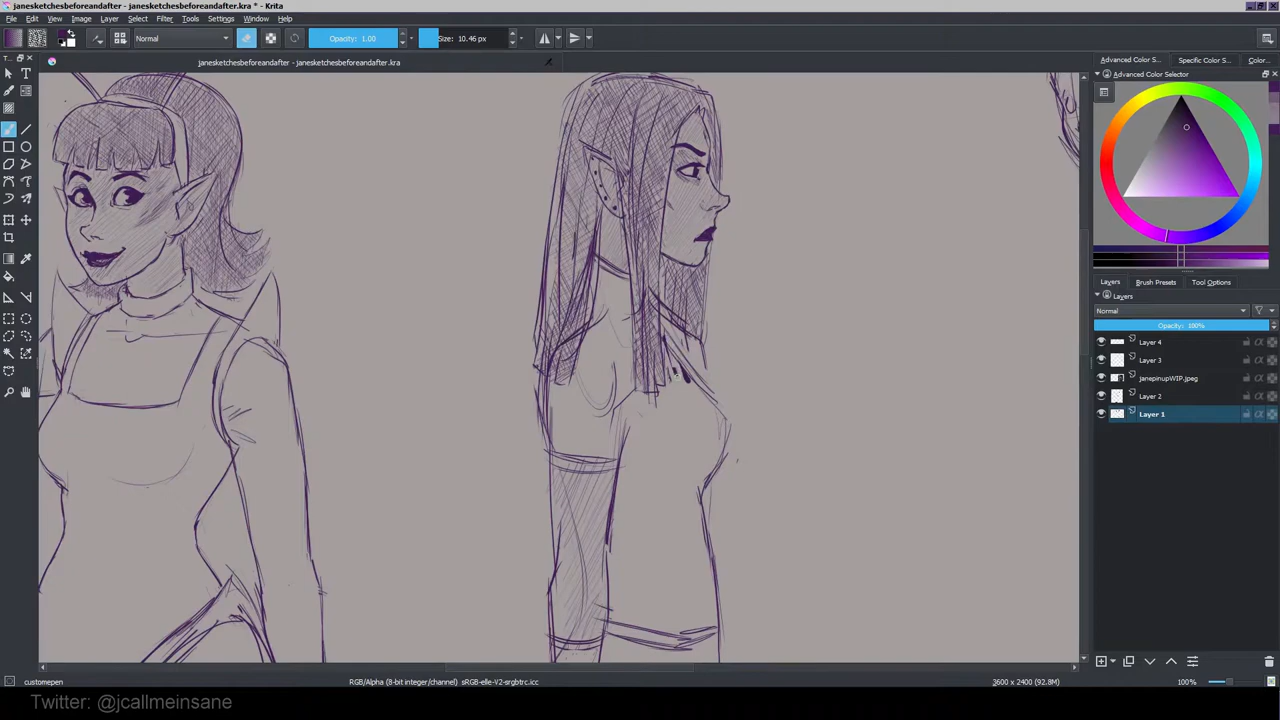 janesketchesbeforeandafter - janesketchesbeforeandafter.kra * - Krita
File Edit View Image Layer Select Filter Tools Settings Window Help
Normal Opacity: 1.00 Size: 10.46 px
janesketchesbeforeandafter - janesketchesbeforeandafter.kra
T...
Advanced Color S... Specific Color S... Color...
Advanced Color Selector
Layers Brush Presets Tool Options
Layers
Normal
Opacity: 100%
Layer 4
Layer 3
janepinupWIP.jpeg
Layer 2
Layer 1
customepen RGB/Alpha (8-bit integer/channel) sRGB-elle-V2-srgbtrc.icc 3600 x 2400 (92.8M) 100%
Twitter: @jcallmeinsane